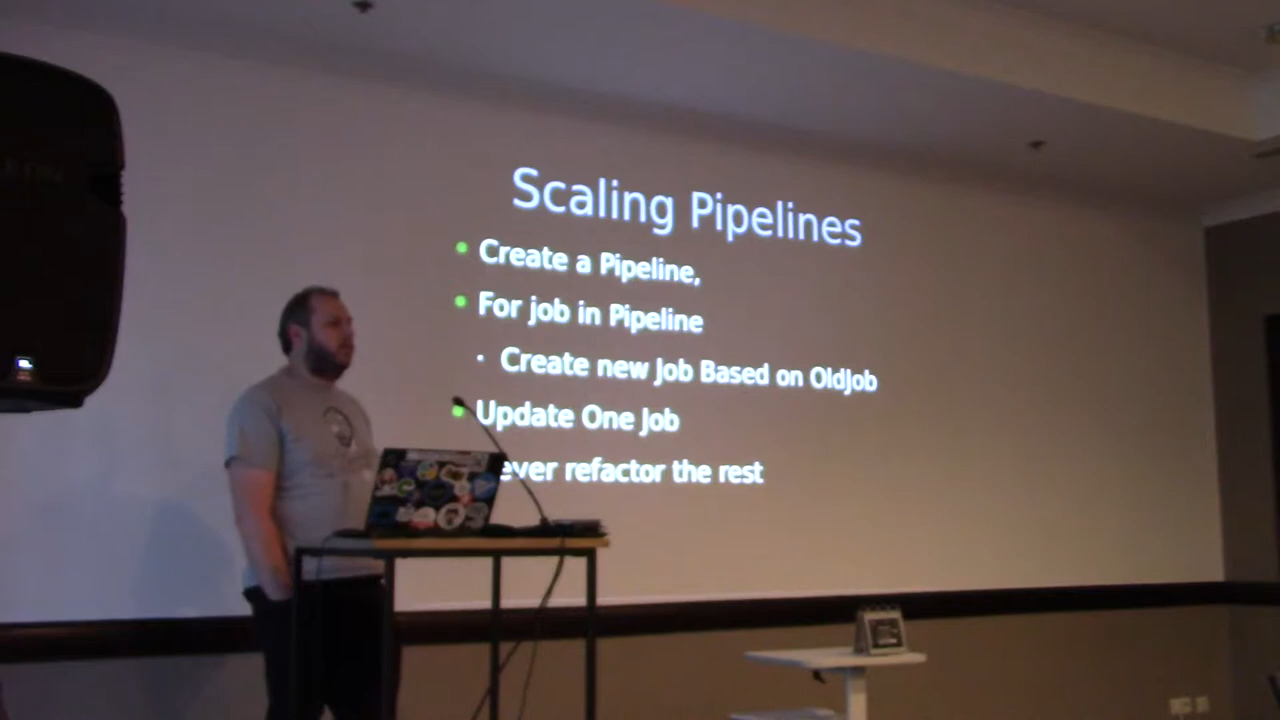 Scaling Pipelines
Create a Pipeline,
For job in Pipeline
Create new Job Based on OldJob
Update One Job
ever refactor the rest